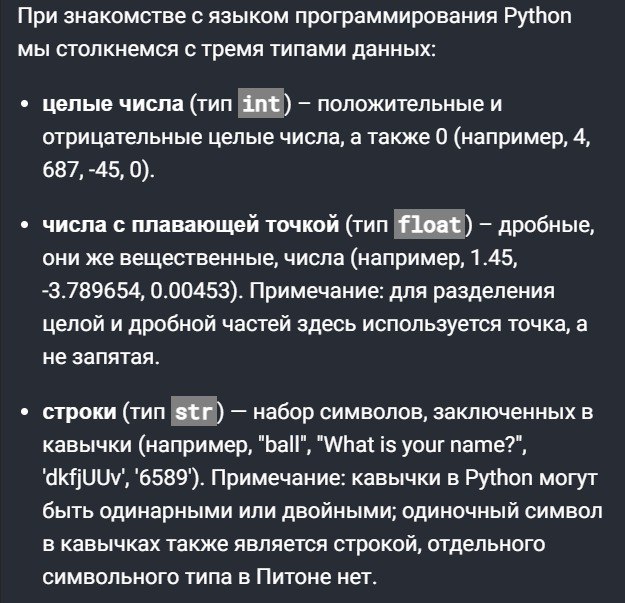 При знакомстве с языком программирования Python
мы столкнемся с тремя типами данных:
• целые числа (тип int) – положительные и
отрицательные целые числа, а также 0 (например, 4,
687, -45, 0).
• числа с плавающей точкой (тип float) – дробные,
они же вещественные, числа (например, 1.45,
-3.789654, 0.00453). Примечание: для разделения
целой и дробной частей здесь используется точка, а
не запятая.
• строки (тип str) — набор символов, заключенных в
кавычки (например, "ball", "What is your name?",
'dkfjUUv', '6589'). Примечание: кавычки в Python могут
быть одинарными или двойными; одиночный символ
в кавычках также является строкой, отдельного
символьного типа в Питоне нет.